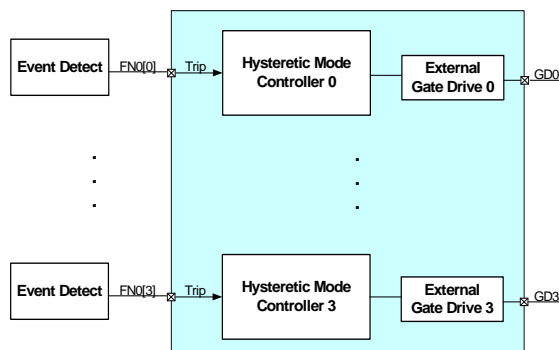 Event Detect
FN0[0]
Trip
Hysteretic Mode
Controller 0
External
Gate Drive 0
GD0
Event Detect
FN0[3]
Trip
Hysteretic Mode
Controller 3
External
Gate Drive 3
GD3